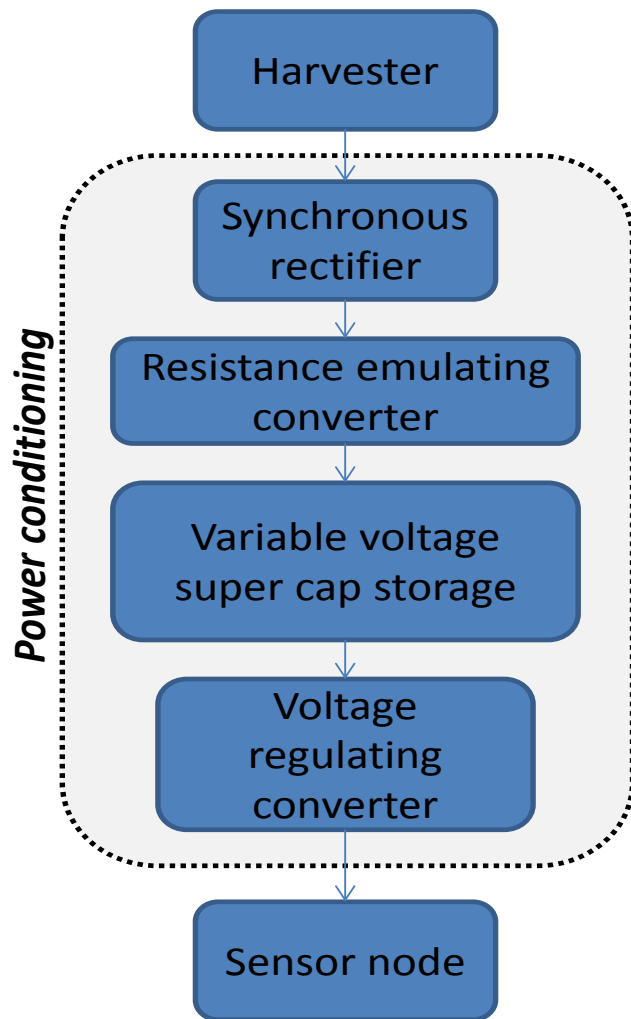 Harvester
Synchronous
rectifier
Resistance emulating
converter
Variable voltage
super cap storage
Voltage
regulating
converter
Sensor node
Power conditioning